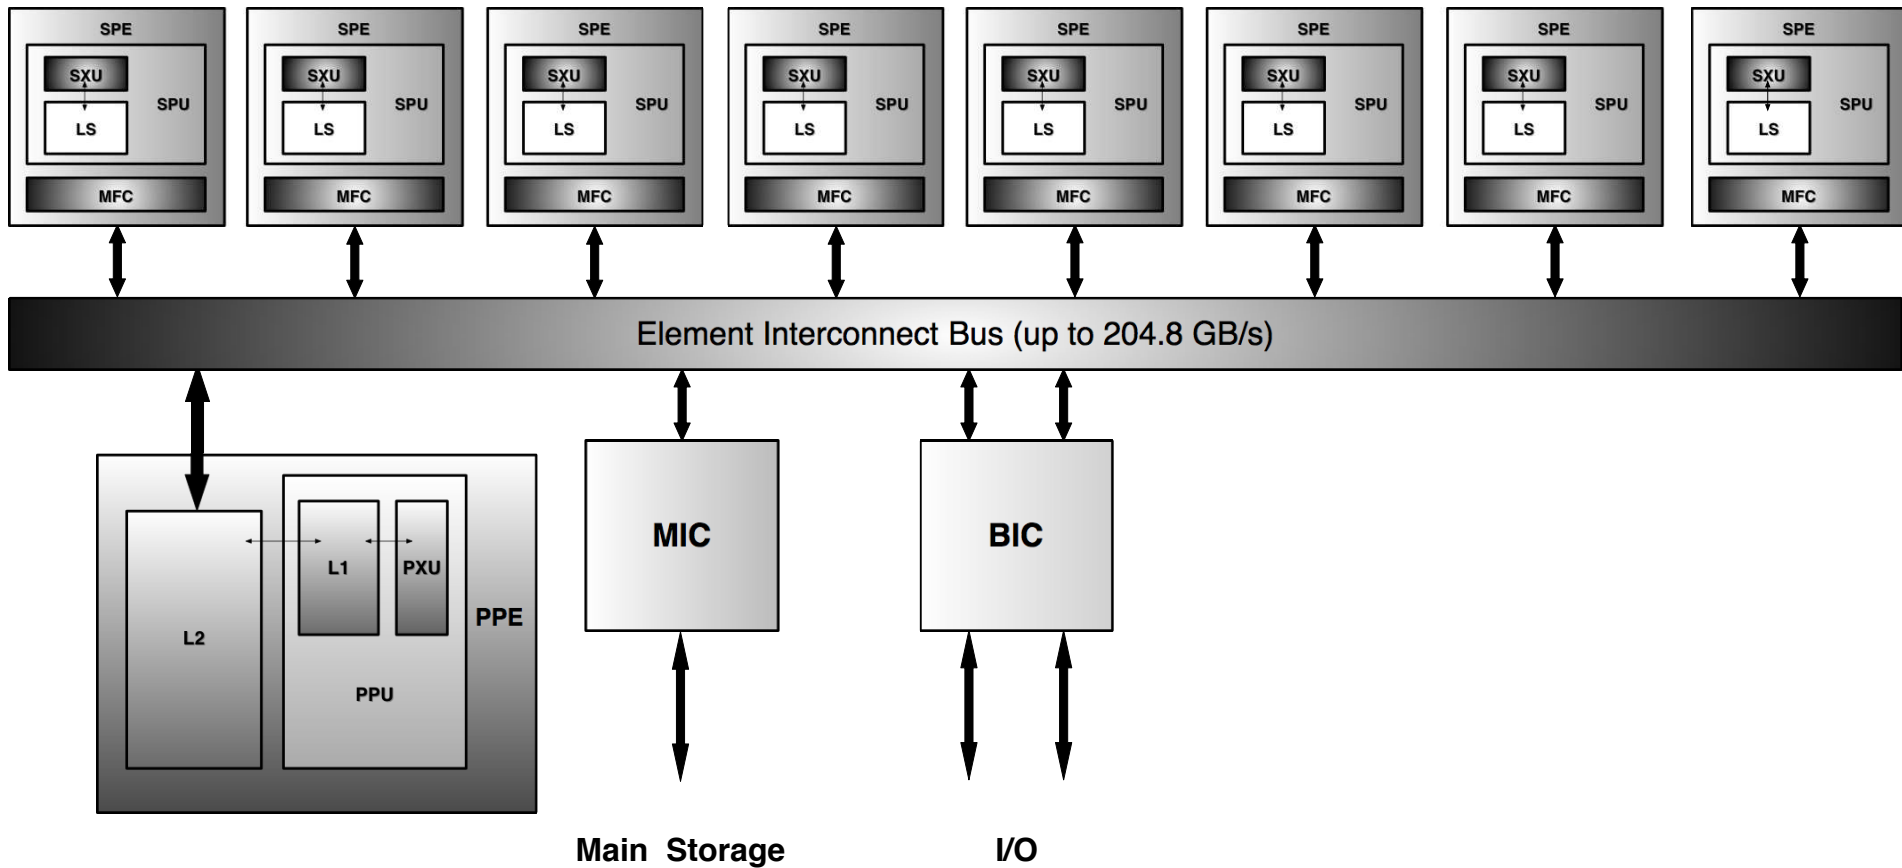 SPE SPE SPE SPE SPE SPE SPE SPE
SXU SXU SXU SXU SXU SXU SXU SXU
SPU SPU SPU SPU SPU SPU SPU SPU
LS LS LS LS LS LS LS LS
MFC MFC MFC MFC MFC MFC MFC MFC
Element Interconnect Bus (up to 204.8 GB/s)
MIC BIC
L1 PXU
PPE
L2
PPU
Main Storage I/O